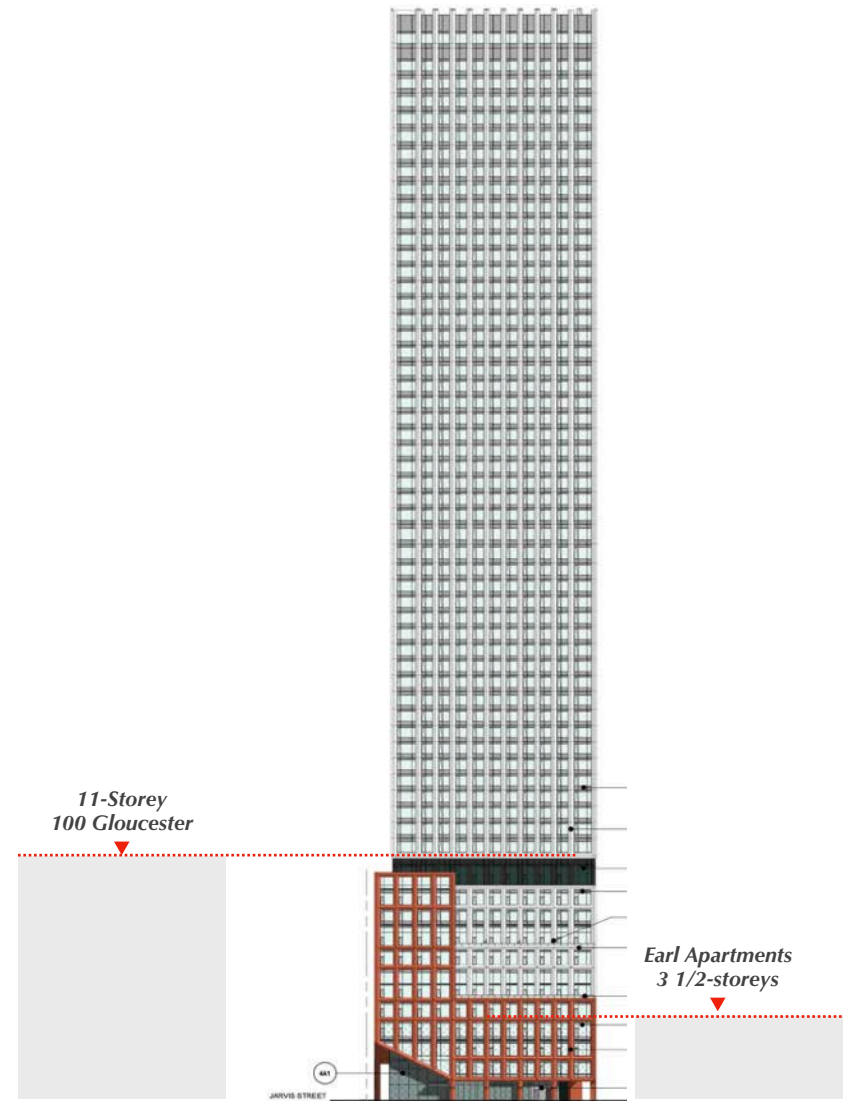 11-Storey
100 Gloucester
Earl Apartments
3 1/2-storeys
4A1
JARVIS STREET